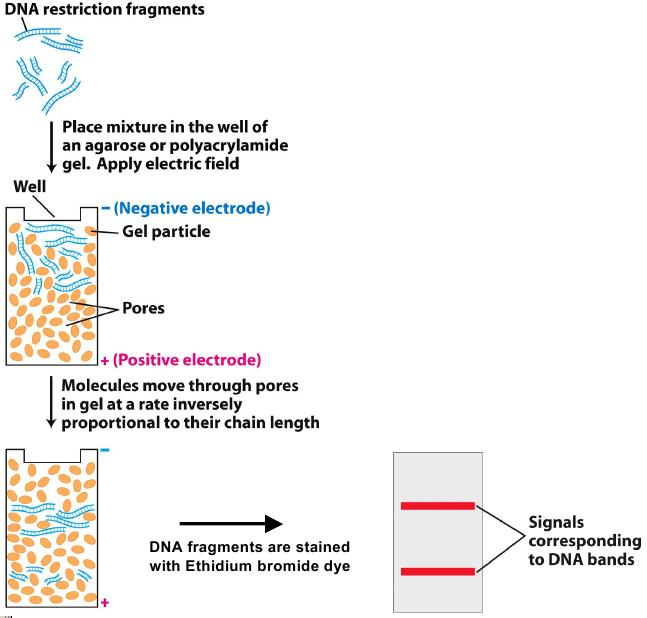 DNA restriction fragments
Place mixture in the well of
an agarose or polyacrylamide
gel. Apply electric field
Well
– (Negative electrode)
Gel particle
Pores
+ (Positive electrode)
Molecules move through pores
in gel at a rate inversely
proportional to their chain length
–
DNA fragments are stained
with Ethidium bromide dye
Signals
corresponding
to DNA bands
+